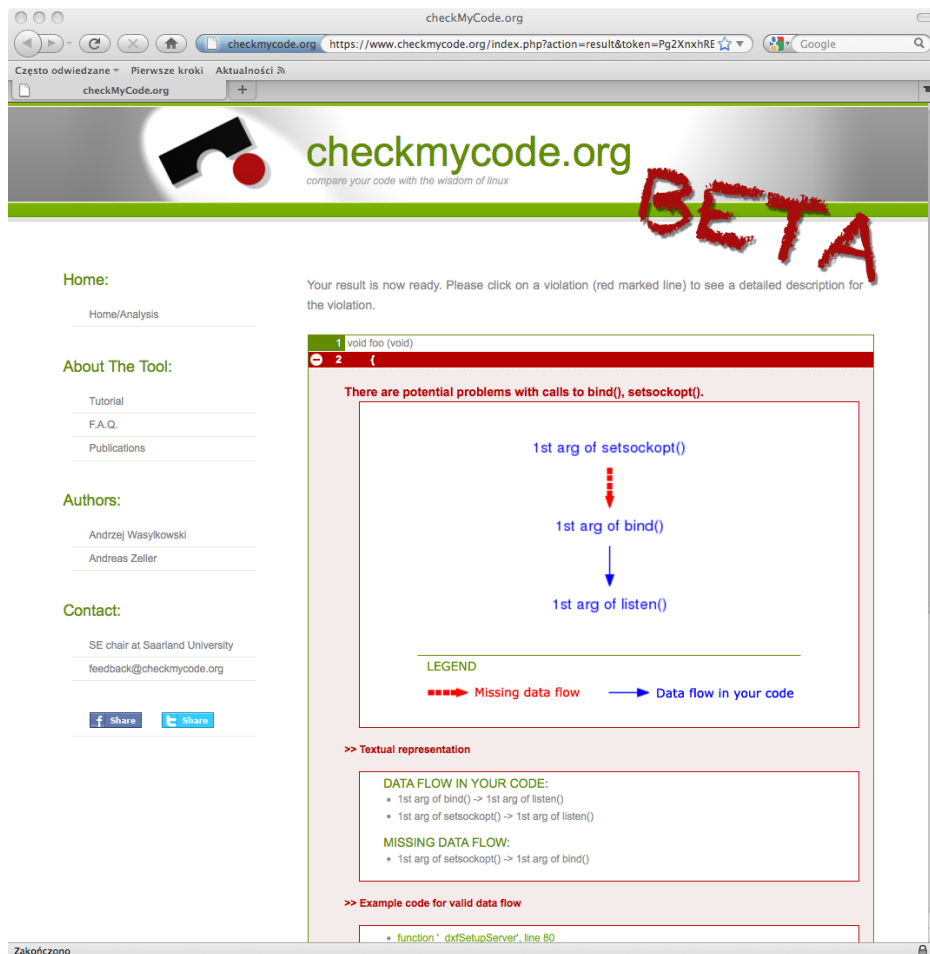 checkMyCode.org
checkmycode.org https://www.checkmycode.org/index.php?action=result&token=Pg2XnxhRE Google
Często odwiedzane Pierwsze kroki Aktualności
checkMyCode.org +
checkmycode.org
compare your code with the wisdom of linux
BETA
Home:
Home/Analysis
About The Tool:
Tutorial
F.A.Q.
Publications
Authors:
Andrzej Wasylkowski
Andreas Zeller
Contact:
SE chair at Saarland University
feedback@checkmycode.org
f Share
t Share
Your result is now ready. Please click on a violation (red marked line) to see a detailed description for
the violation.
1 void foo (void)
2 {
There are potential problems with calls to bind(), setsockopt().
1st arg of setsockopt()
1st arg of bind()
1st arg of listen()
LEGEND
Missing data flow
Data flow in your code
>> Textual representation
DATA FLOW IN YOUR CODE:
• 1st arg of bind() -> 1st arg of listen()
• 1st arg of setsockopt() -> 1st arg of listen()
MISSING DATA FLOW:
• 1st arg of setsockopt() -> 1st arg of bind()
>> Example code for valid data flow
• function '_dxfSetupServer', line 80
Zakończono